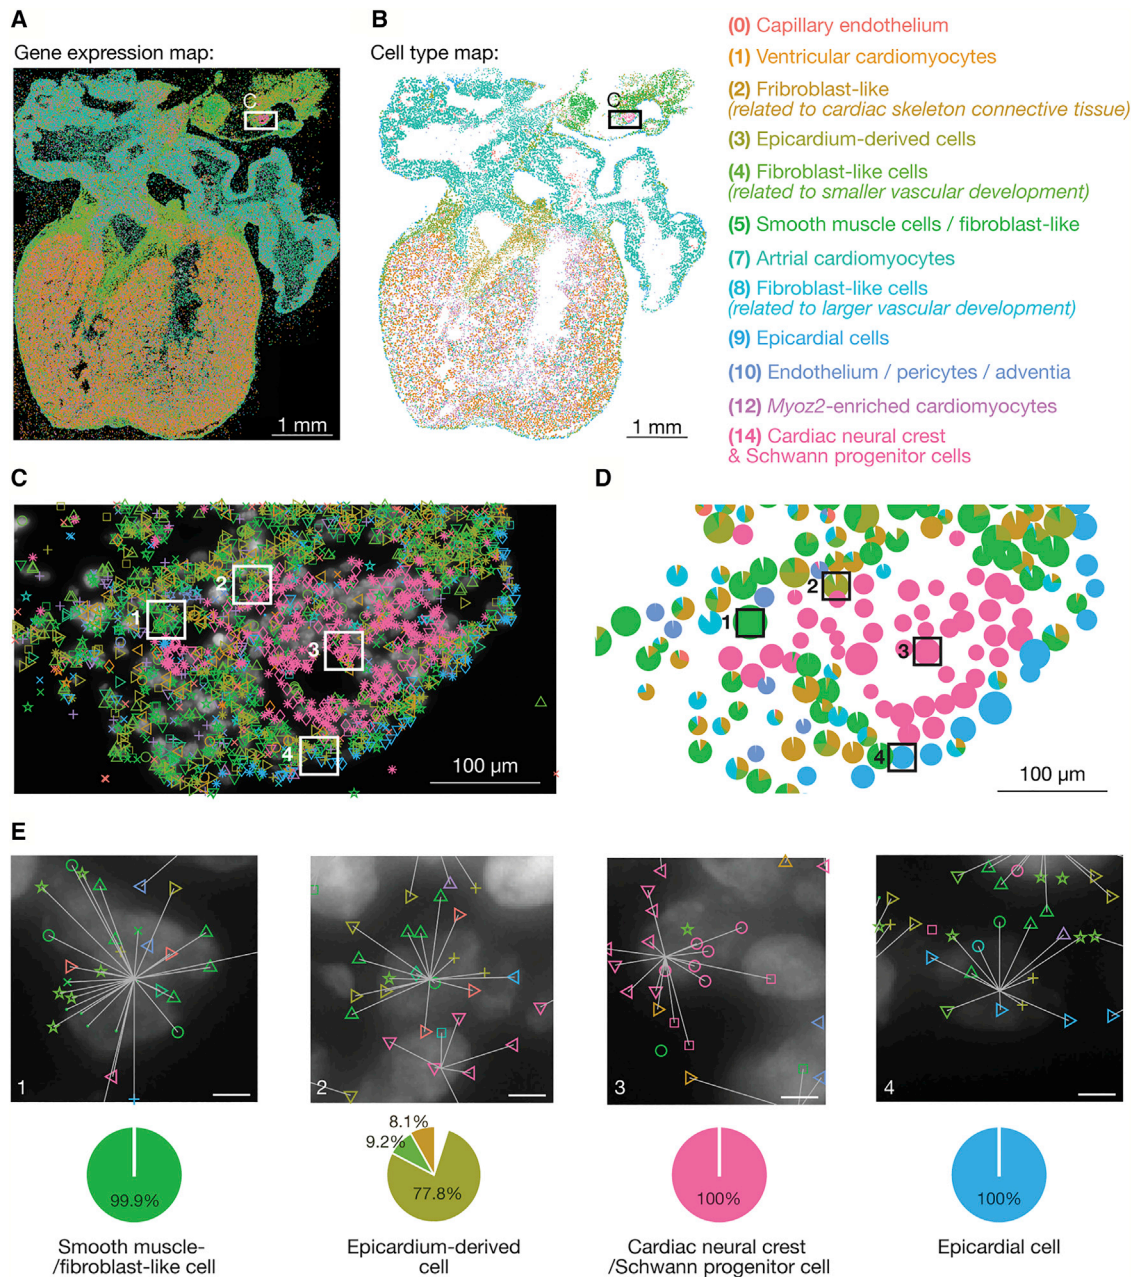 A
Gene expression map:
C
1 mm
B
Cell type map:
C
1 mm
(0) Capillary endothelium
(1) Ventricular cardiomyocytes
(2) Fribroblast-like
(related to cardiac skeleton connective tissue)
(3) Epicardium-derived cells
(4) Fibroblast-like cells
(related to smaller vascular development)
(5) Smooth muscle cells / fibroblast-like
(7) Artrial cardiomyocytes
(8) Fibroblast-like cells
(related to larger vascular development)
(9) Epicardial cells
(10) Endothelium / pericytes / adventia
(12) Myoz2-enriched cardiomyocytes
(14) Cardiac neural crest
& Schwann progenitor cells
C
2
1
3
4
100 µm
D
2
1
3
4
100 µm
E
1
2
3
4
99.9%
8.1%
9.2%
77.8%
100%
100%
Smooth muscle-
/fibroblast-like cell
Epicardium-derived
cell
Cardiac neural crest
/Schwann progenitor cell
Epicardial cell